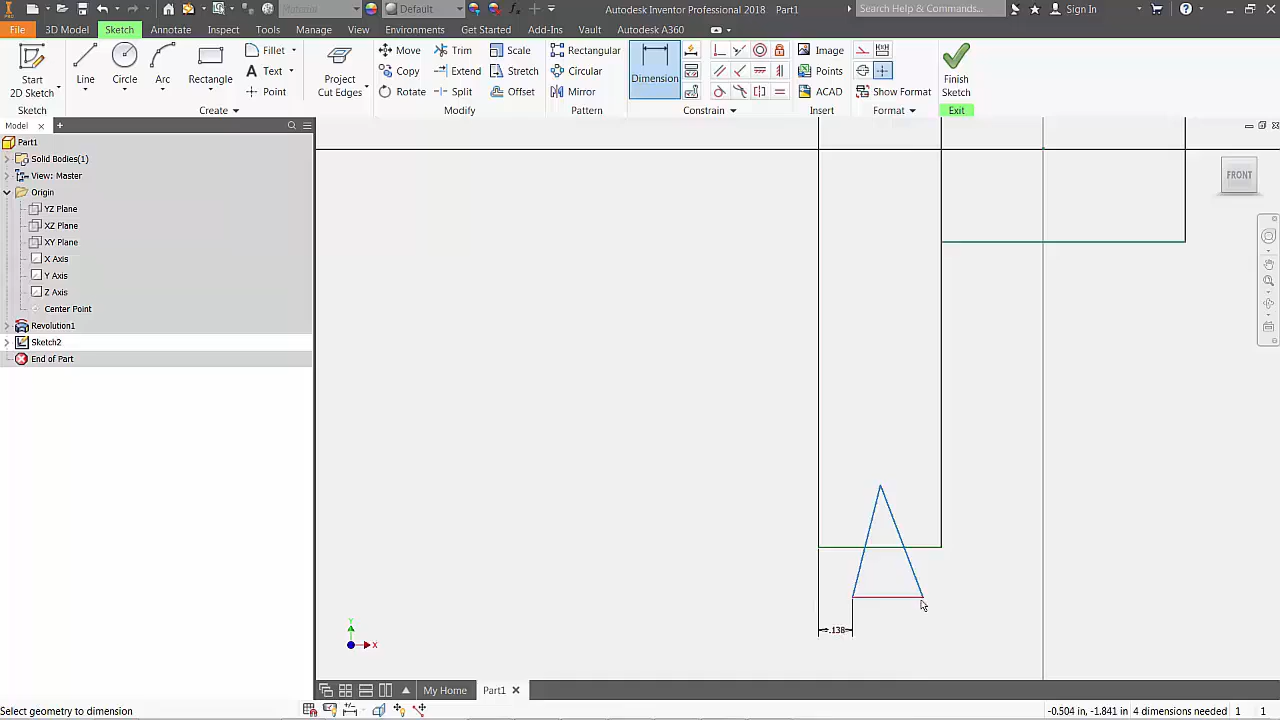 Material Default Autodesk Inventor Professional 2018 Part1 Search Help & Commands... Sign In
PRO
File 3D Model Sketch Annotate Inspect Tools Manage View Environments Get Started Add-Ins Vault Autodesk A360
Start 2D Sketch Line Circle Arc Rectangle Fillet Text Point Project Cut Edges Move Copy Rotate Trim Extend Split Scale Stretch Offset Rectangular Circular Mirror Dimension Image Points ACAD Show Format Finish Sketch
Sketch Create Modify Pattern Constrain Insert Format Exit
Model
Part1
Solid Bodies(1)
View: Master
Origin
YZ Plane
XZ Plane
XY Plane
X Axis
Y Axis
Z Axis
Center Point
Revolution1
Sketch2
End of Part
FRONT
.138
Y
X
My Home Part1
Select geometry to dimension -0.504 in, -1.841 in 4 dimensions needed 1 1